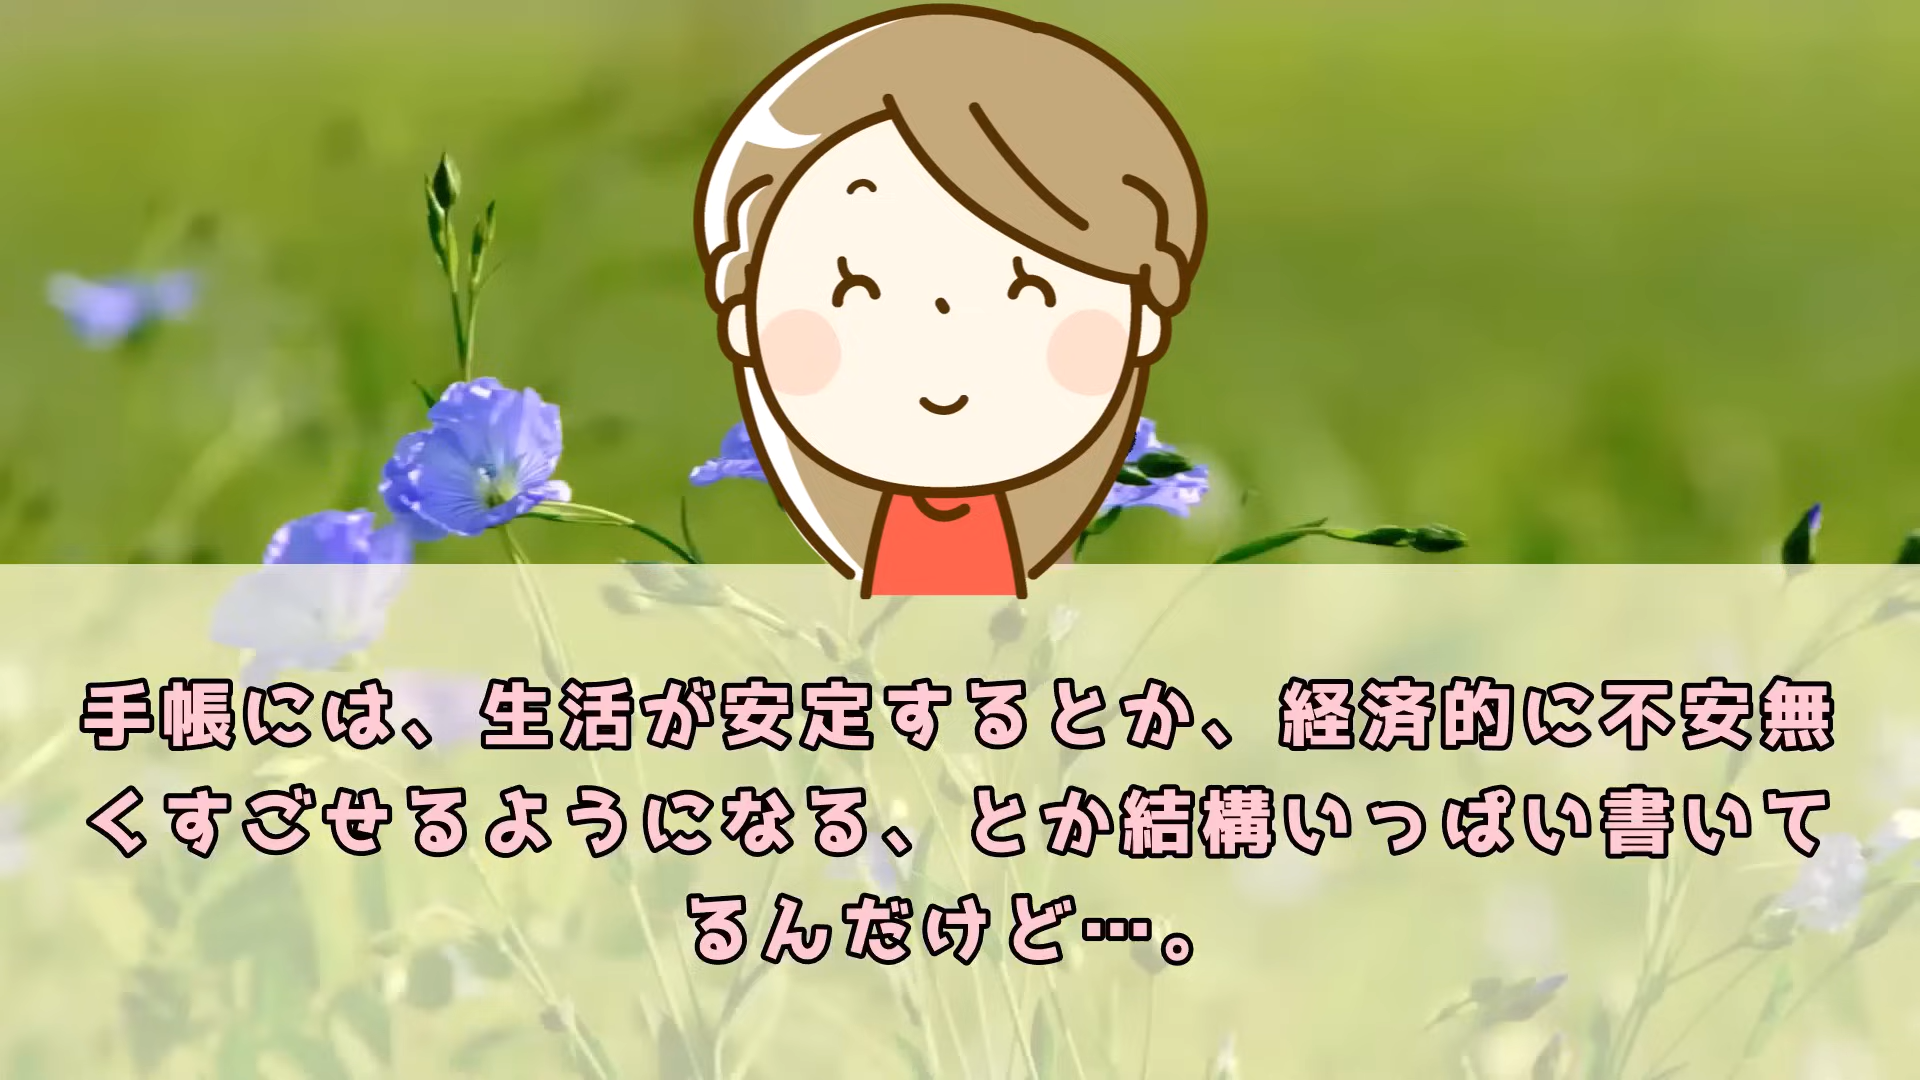 手帳には、生活が安定するとか、経済的に不安無
くすごせるようになる、とか結構いっぱい書いて
るんだけど…。